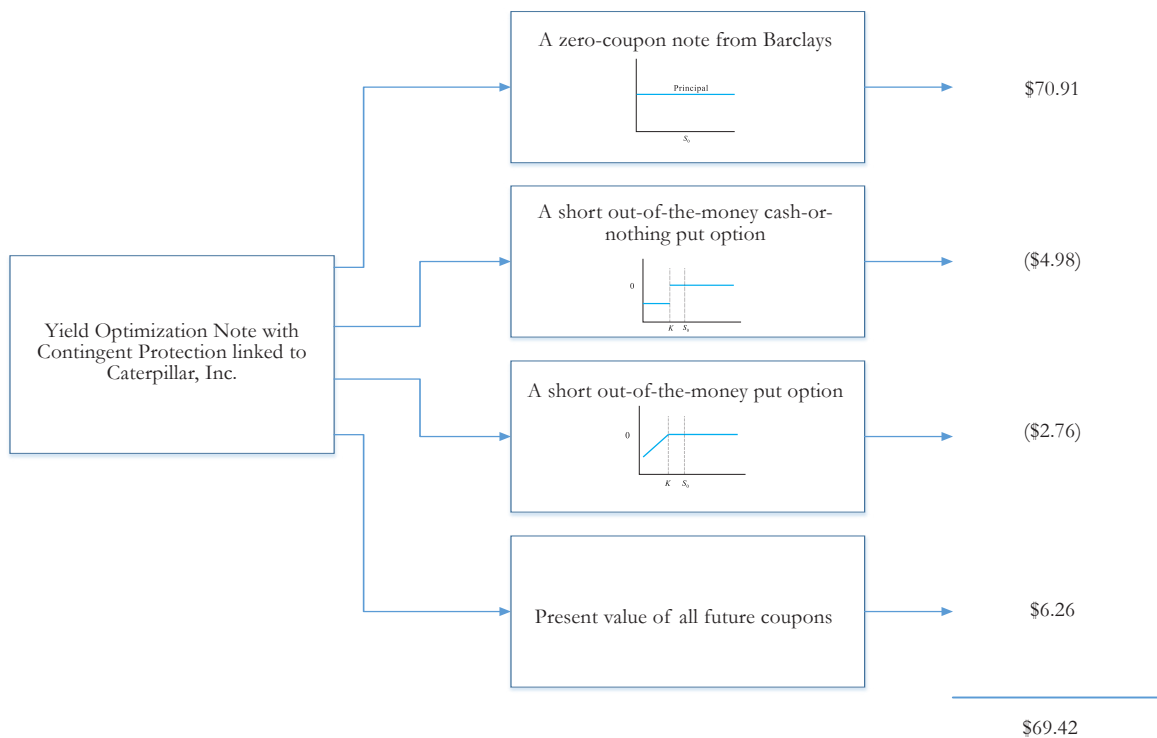 A zero-coupon note from Barclays
Principal
S0
$70.91
A short out-of-the-money cash-or-
nothing put option
0
K
S0
($4.98)
Yield Optimization Note with
Contingent Protection linked to
Caterpillar, Inc.
A short out-of-the-money put option
0
K
S0
($2.76)
Present value of all future coupons
$6.26
$69.42